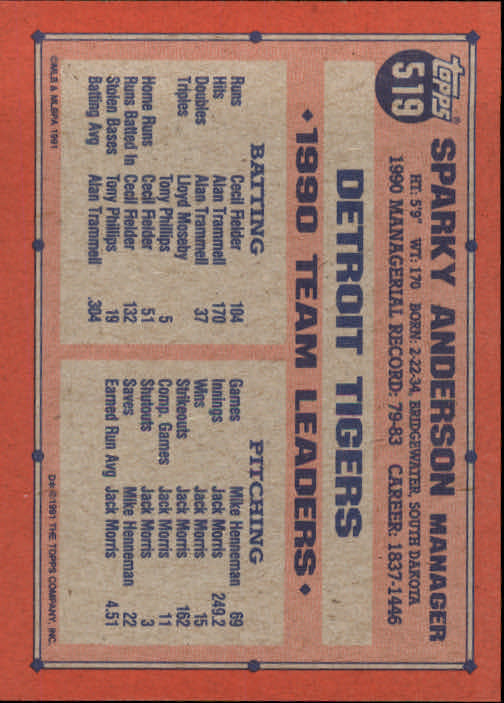 topps®
519
SPARKY ANDERSON MANAGER
HT: 5'9" WT: 170 BORN: 2-22-34, BRIDGEWATER, SOUTH DAKOTA
1990 MANAGERIAL RECORD: 79-83 CAREER: 1837-1446
DETROIT TIGERS
• 1990 TEAM LEADERS •
BATTING
Runs Cecil Fielder 104
Hits Alan Trammell 170
Doubles Alan Trammell 37
Triples Lloyd Moseby
Tony Phillips 5
Home Runs Cecil Fielder 51
Runs Batted In Cecil Fielder 132
Stolen Bases Tony Phillips 19
Batting Avg Alan Trammell .304
PITCHING
Games Mike Henneman 69
Innings Jack Morris 249.2
Wins Jack Morris 15
Strikeouts Jack Morris 162
Comp. Games Jack Morris 11
Shutouts Jack Morris 3
Saves Mike Henneman 22
Earned Run Avg Jack Morris 4.51
©MLB & MLBPA 1991
D*©1991 THE TOPPS COMPANY, INC.